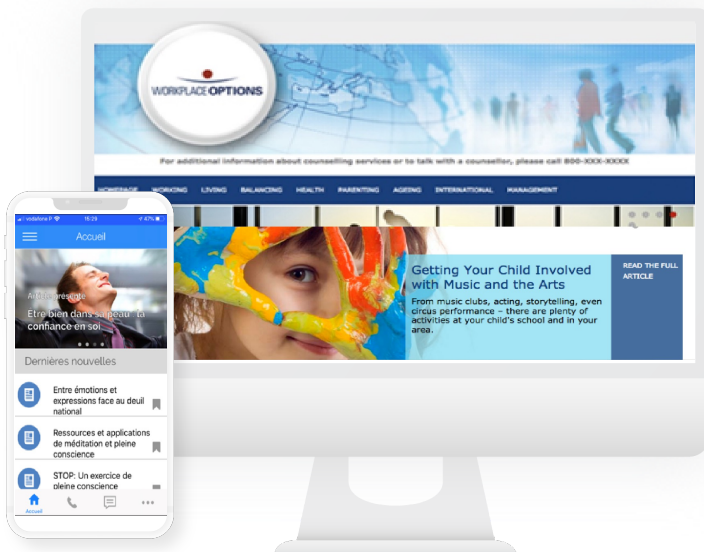 WORKPLACE OPTIONS
For additional information about counselling services or to talk with a counsellor, please call 800-XXX-XXXX
HOMEPAGE WORKING LIVING BALANCING HEALTH PARENTING AGEING INTERNATIONAL MANAGEMENT
Getting Your Child Involved
with Music and the Arts
From music clubs, acting, storytelling, even
circus performance – there are plenty of
activities at your child's school and in your
area.
READ THE FULL
ARTICLE
vodafone P 15:29 47%
Accueil
Être bien dans sa peau : la
confiance en soi
Dernières nouvelles
Entre émotions et
expressions face au deuil
national
Ressources et applications
de méditation et pleine
conscience
STOP: Un exercice de
pleine conscience
Accueil